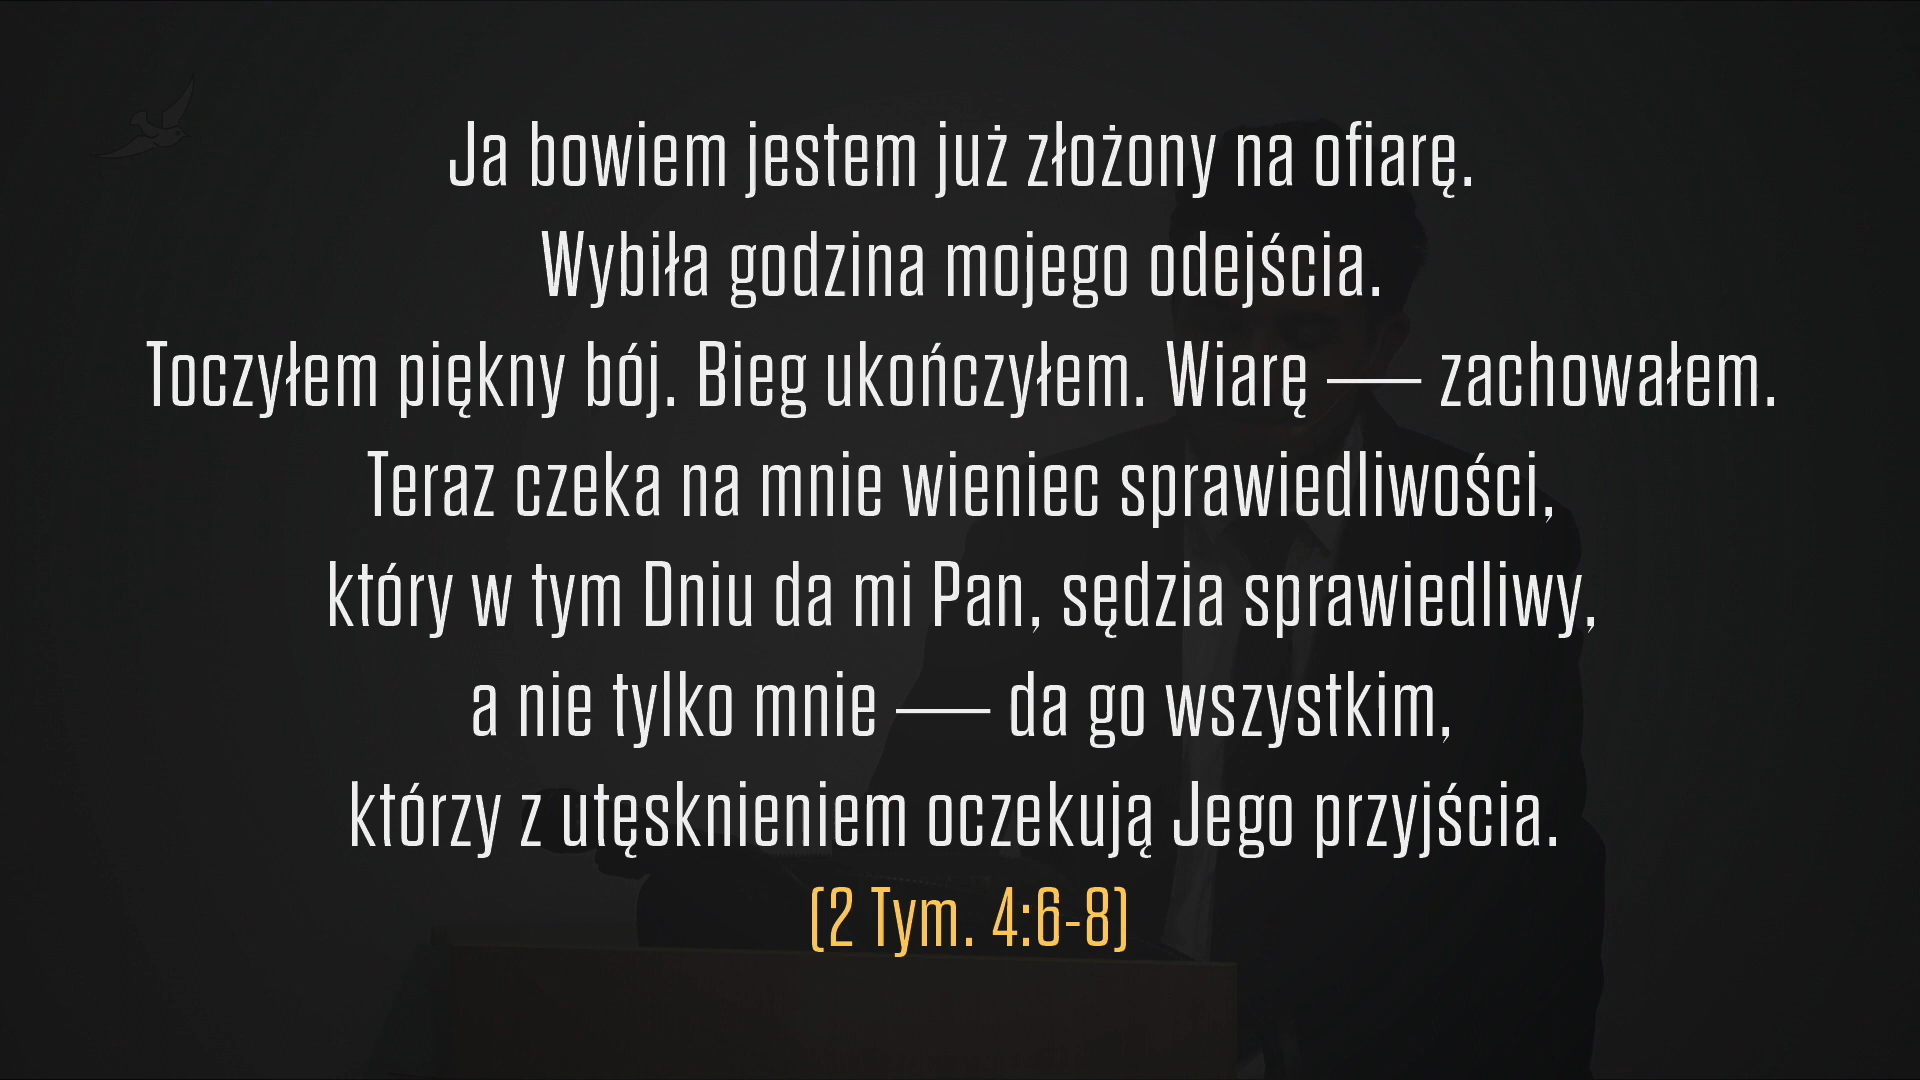 Ja bowiem jestem już złożony na ofiarę.
Wybiła godzina mojego odejścia.
Toczyłem piękny bój. Bieg ukończyłem. Wiarę — zachowałem.
Teraz czeka na mnie wieniec sprawiedliwości,
który w tym Dniu da mi Pan, sędzia sprawiedliwy,
a nie tylko mnie — da go wszystkim,
którzy z utęsknieniem oczekują Jego przyjścia.
(2 Tym. 4:6-8)